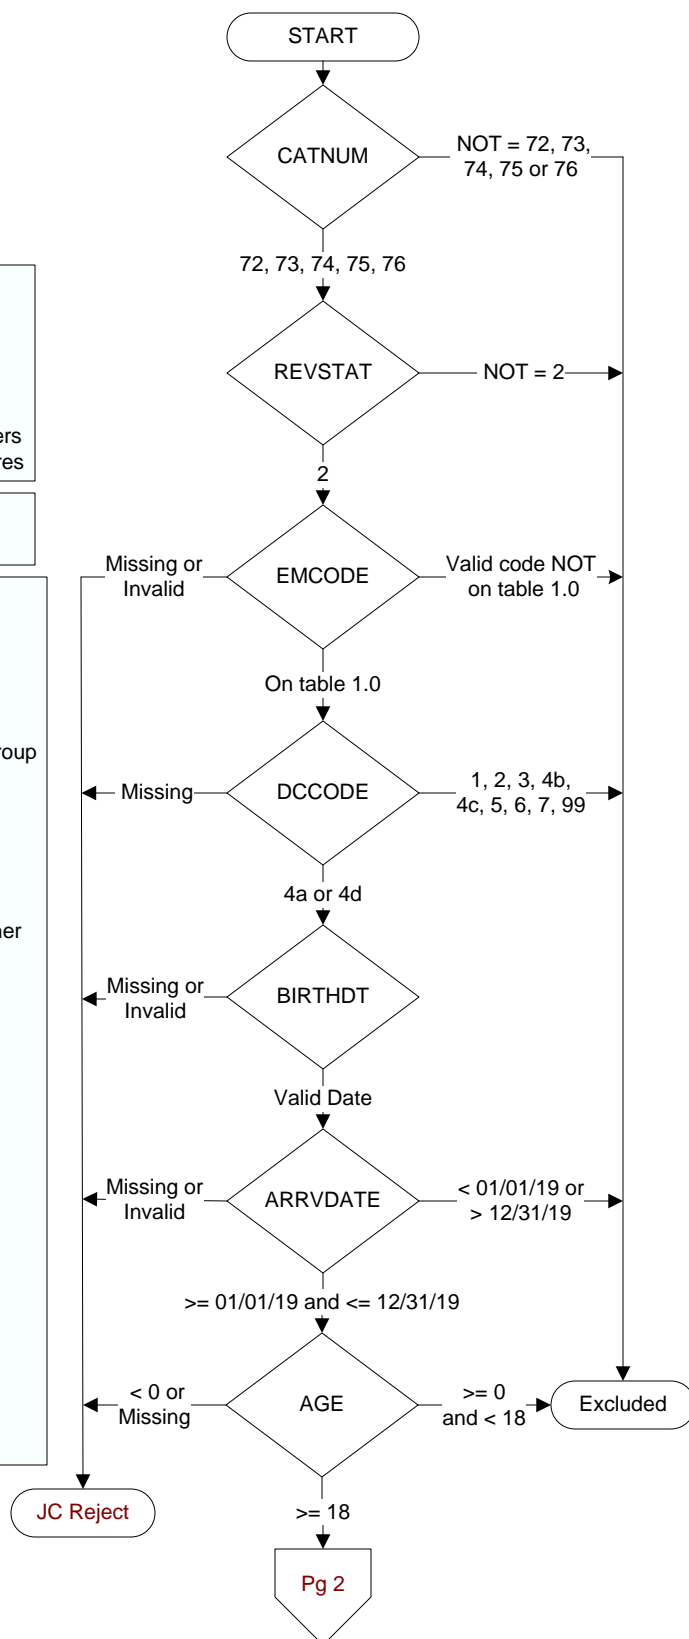 START
CATNUM
NOT = 72, 73,
74, 75 or 76
72, 73, 74, 75, 76
REVSTAT
NOT = 2
2
Missing or
Invalid
EMCODE
Valid code NOT
on table 1.0
On table 1.0
Missing
DCCODE
1, 2, 3, 4b,
4c, 5, 6, 7, 99
4a or 4d
Missing or
Invalid
BIRTHDT
Valid Date
Missing or
Invalid
ARRVDATE
< 01/01/19 or
> 12/31/19
>= 01/01/19 and <= 12/31/19
< 0 or
Missing
AGE
>= 0
and < 18
Excluded
JC Reject
>= 18
Pg 2